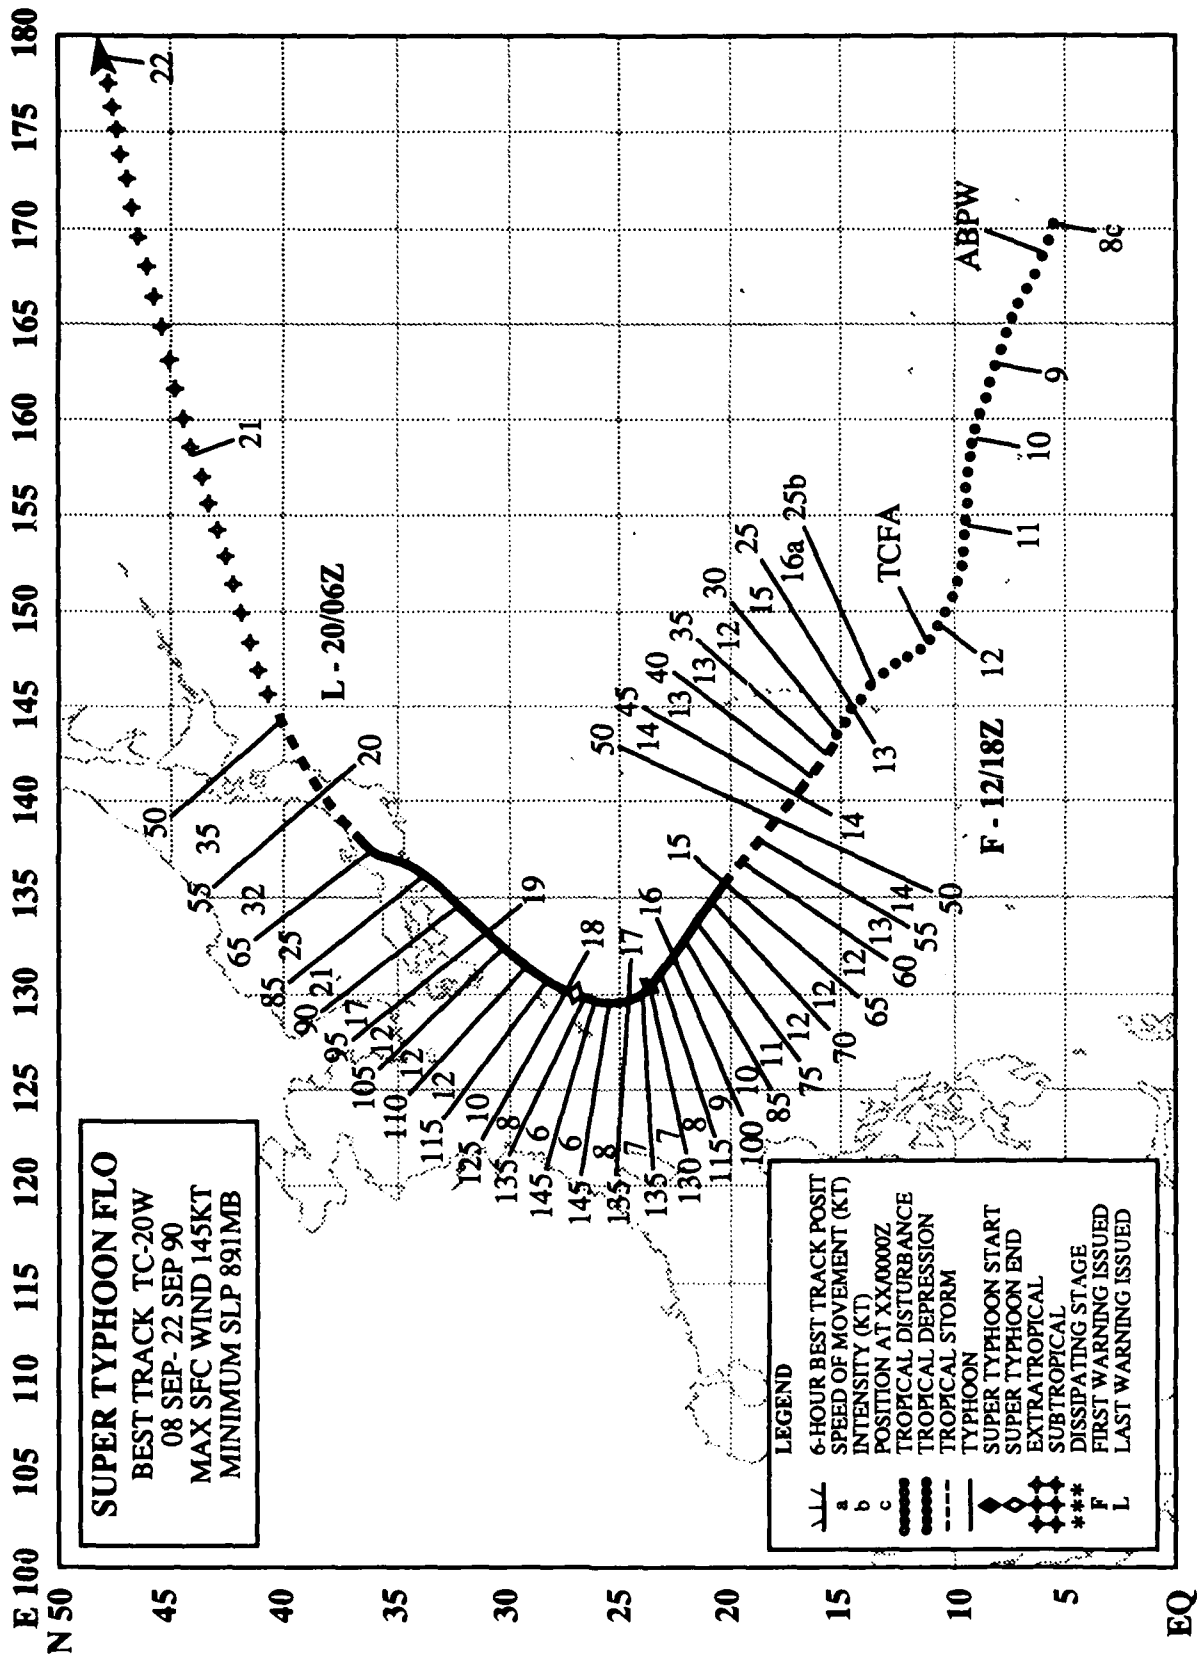 E 100 105 110 115 120 125 130 135 140 145 150 155 160 165 170 175 180
N 50
45
40
35
30
25
20
15
10
5
EQ
SUPER TYPHOON FLO
BEST TRACK TC-20W
08 SEP- 22 SEP 90
MAX SFC WIND 145KT
MINIMUM SLP 891MB
LEGEND
6-HOUR BEST TRACK POSIT
a SPEED OF MOVEMENT (KT)
b INTENSITY (KT)
c POSITION AT XX/0000Z
TROPICAL DISTURBANCE
TROPICAL DEPRESSION
TROPICAL STORM
TYPHOON
SUPER TYPHOON START
SUPER TYPHOON END
EXTRATROPICAL
SUBTROPICAL
*** DISSIPATING STAGE
F FIRST WARNING ISSUED
L LAST WARNING ISSUED
22
21
L - 20/06Z
20
50
35
55
32
65
25
85
21
90
17
95
12
105
12
110
12
115
10
125
8
135
6
145
6
145
8
135
7
135
7
130
8
115
9
100
10
85
11
75
12
70
12
65
12
60
13
55
14
50
19
18
17
16
15
50
14
45
14
13
40
13
35
12
30
15
25
13
16a
25b
TCFA
F - 12/18Z
12
11
10
9
ABPW
8c